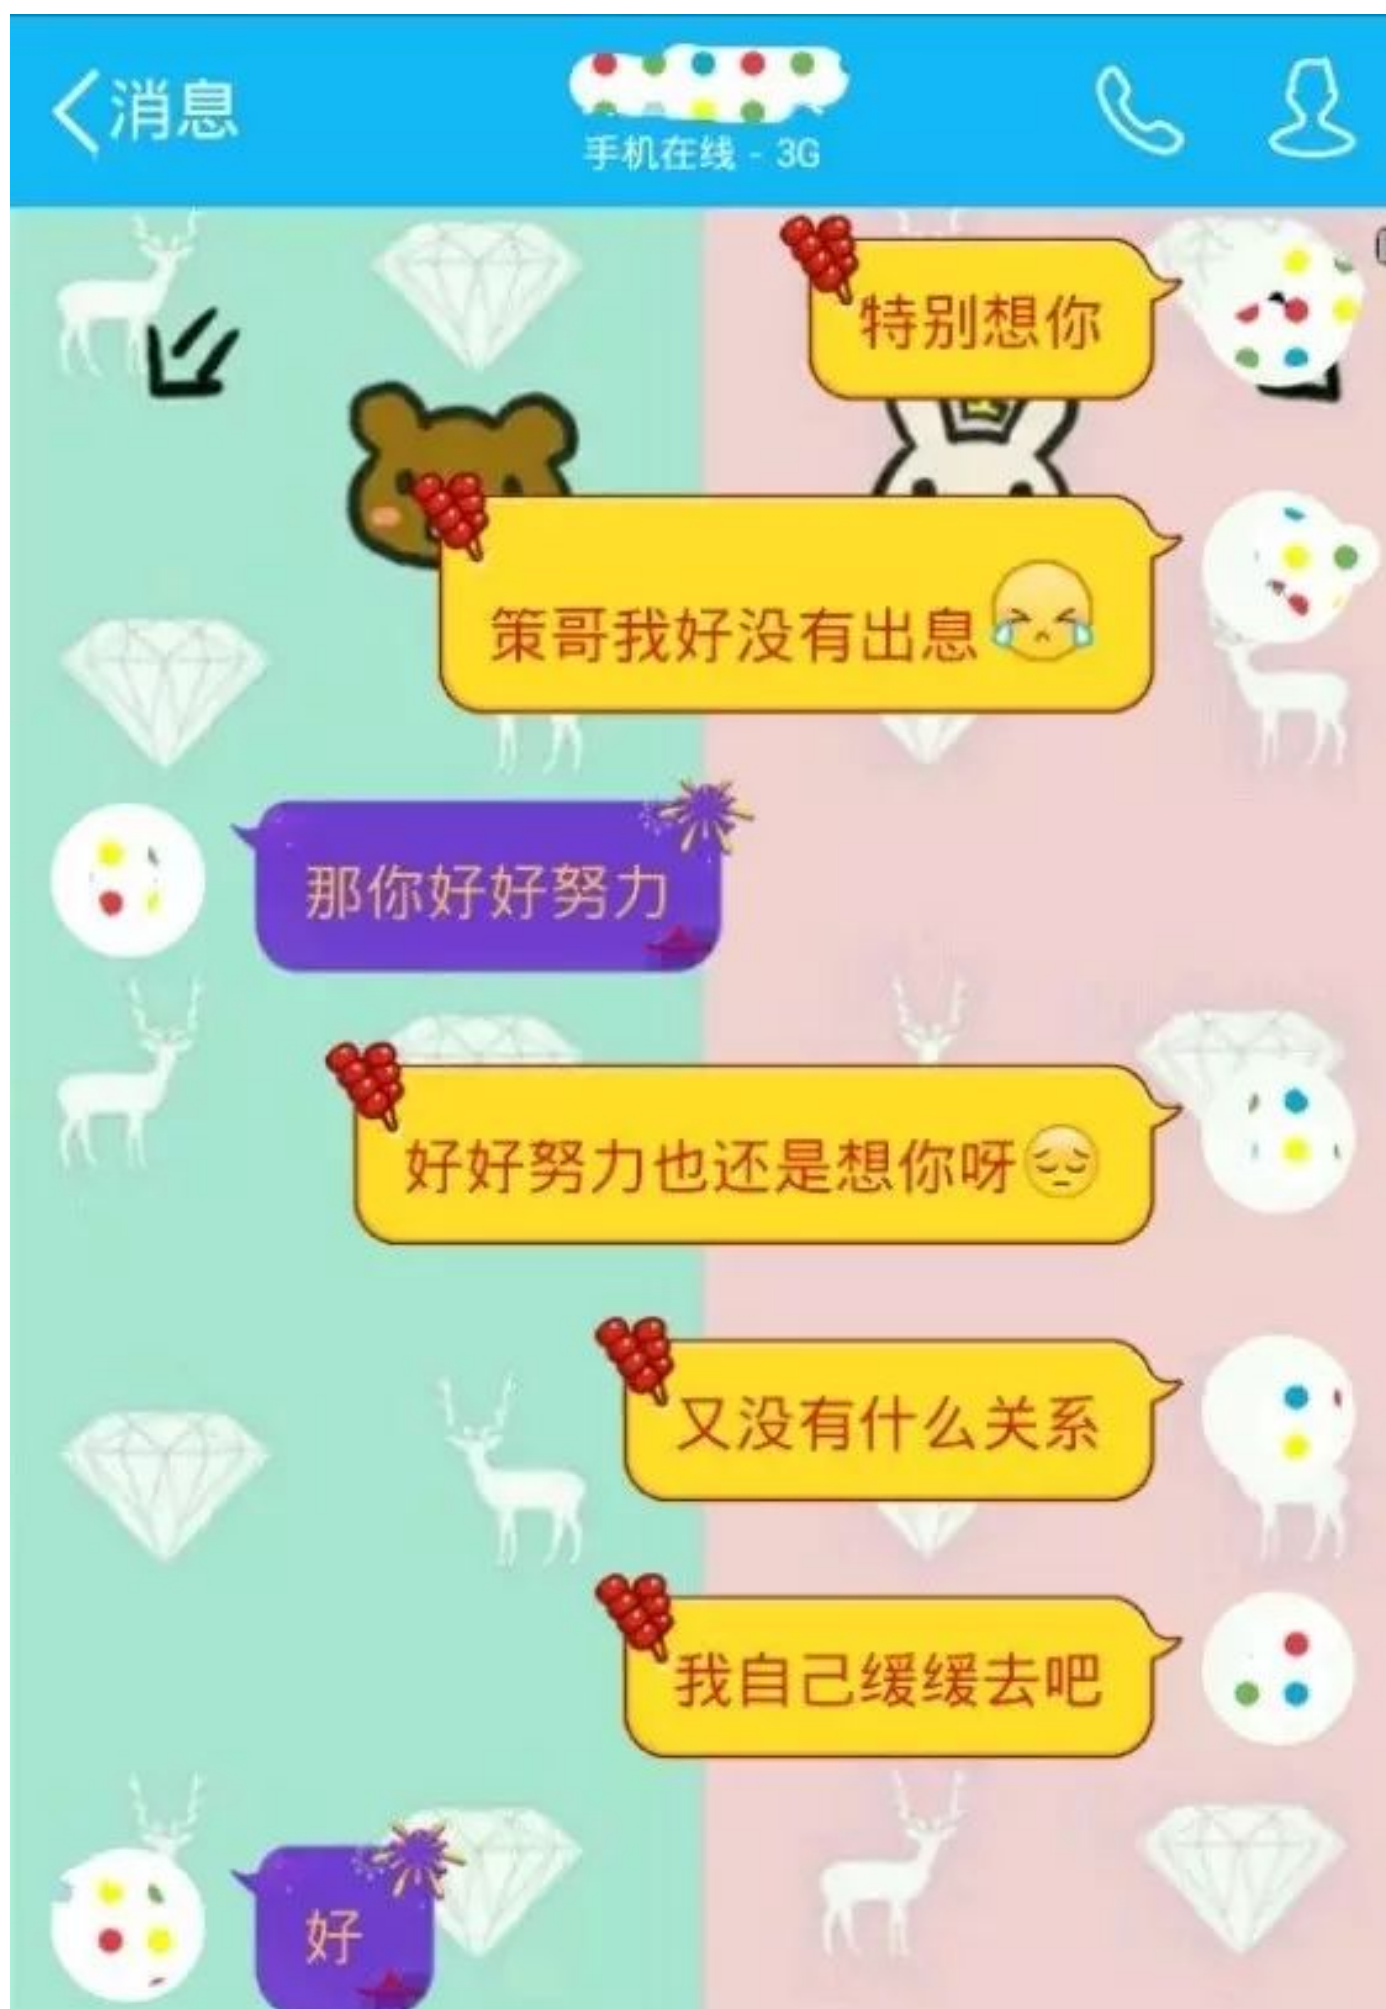 消息
手机在线 - 3G
特别想你
策哥我好没有出息
那你好好努力
好好努力也还是想你呀
又没有什么关系
我自己缓缓去吧
好